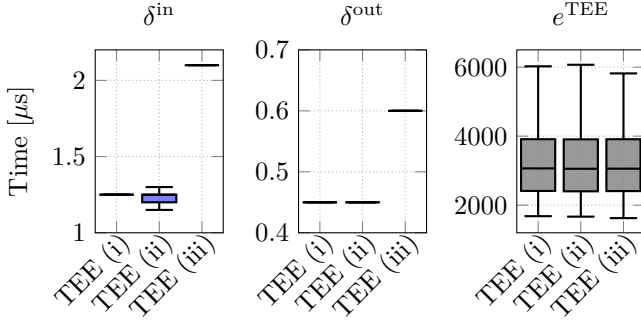 δ^in
δ^out
e^TEE
Time [μs]
2
1.5
1
TEE (i)
TEE (ii)
TEE (iii)
0.7
0.6
0.5
0.4
TEE (i)
TEE (ii)
TEE (iii)
6000
4000
2000
TEE (i)
TEE (ii)
TEE (iii)